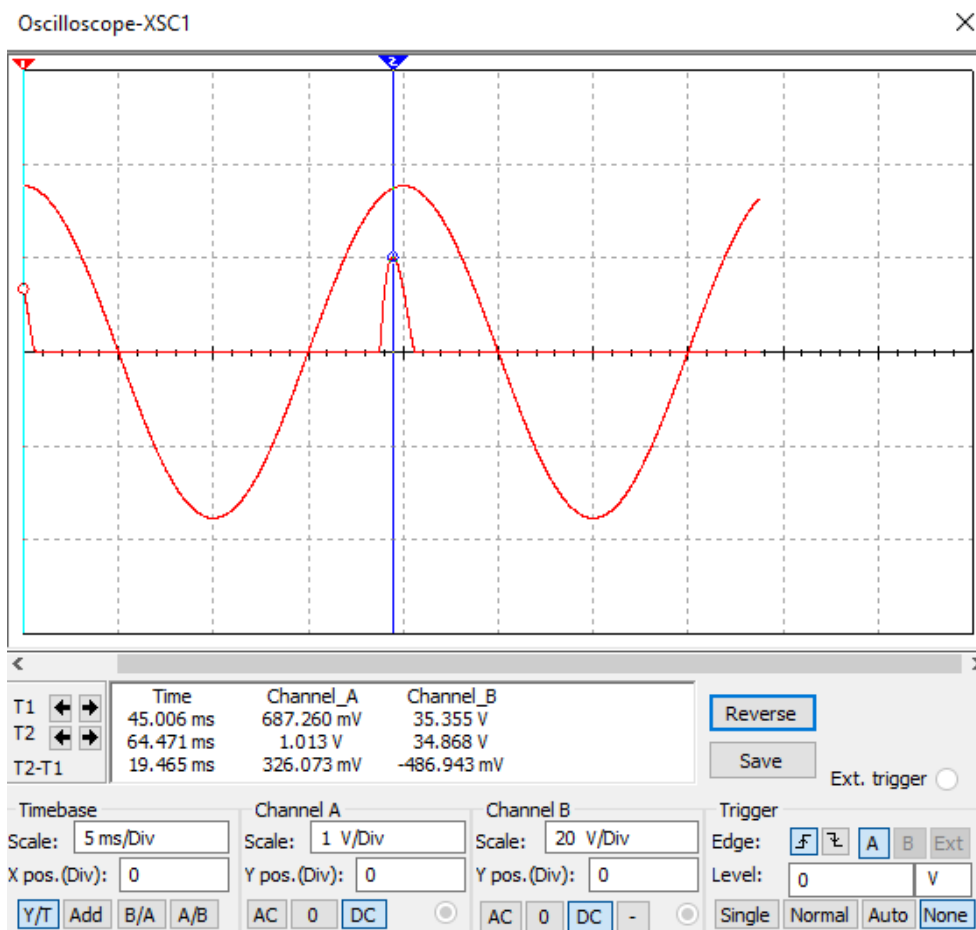 Oscilloscope-XSC1
1
2
T1
T2
T2-T1
Time Channel_A Channel_B
45.006 ms 687.260 mV 35.355 V
64.471 ms 1.013 V 34.868 V
19.465 ms 326.073 mV -486.943 mV
Reverse
Save
Ext. trigger
Timebase
Scale: 5 ms/Div
X pos.(Div): 0
Y/T Add B/A A/B
Channel A
Scale: 1 V/Div
Y pos.(Div): 0
AC 0 DC
Channel B
Scale: 20 V/Div
Y pos.(Div): 0
AC 0 DC -
Trigger
Edge: A B Ext
Level: 0 V
Single Normal Auto None